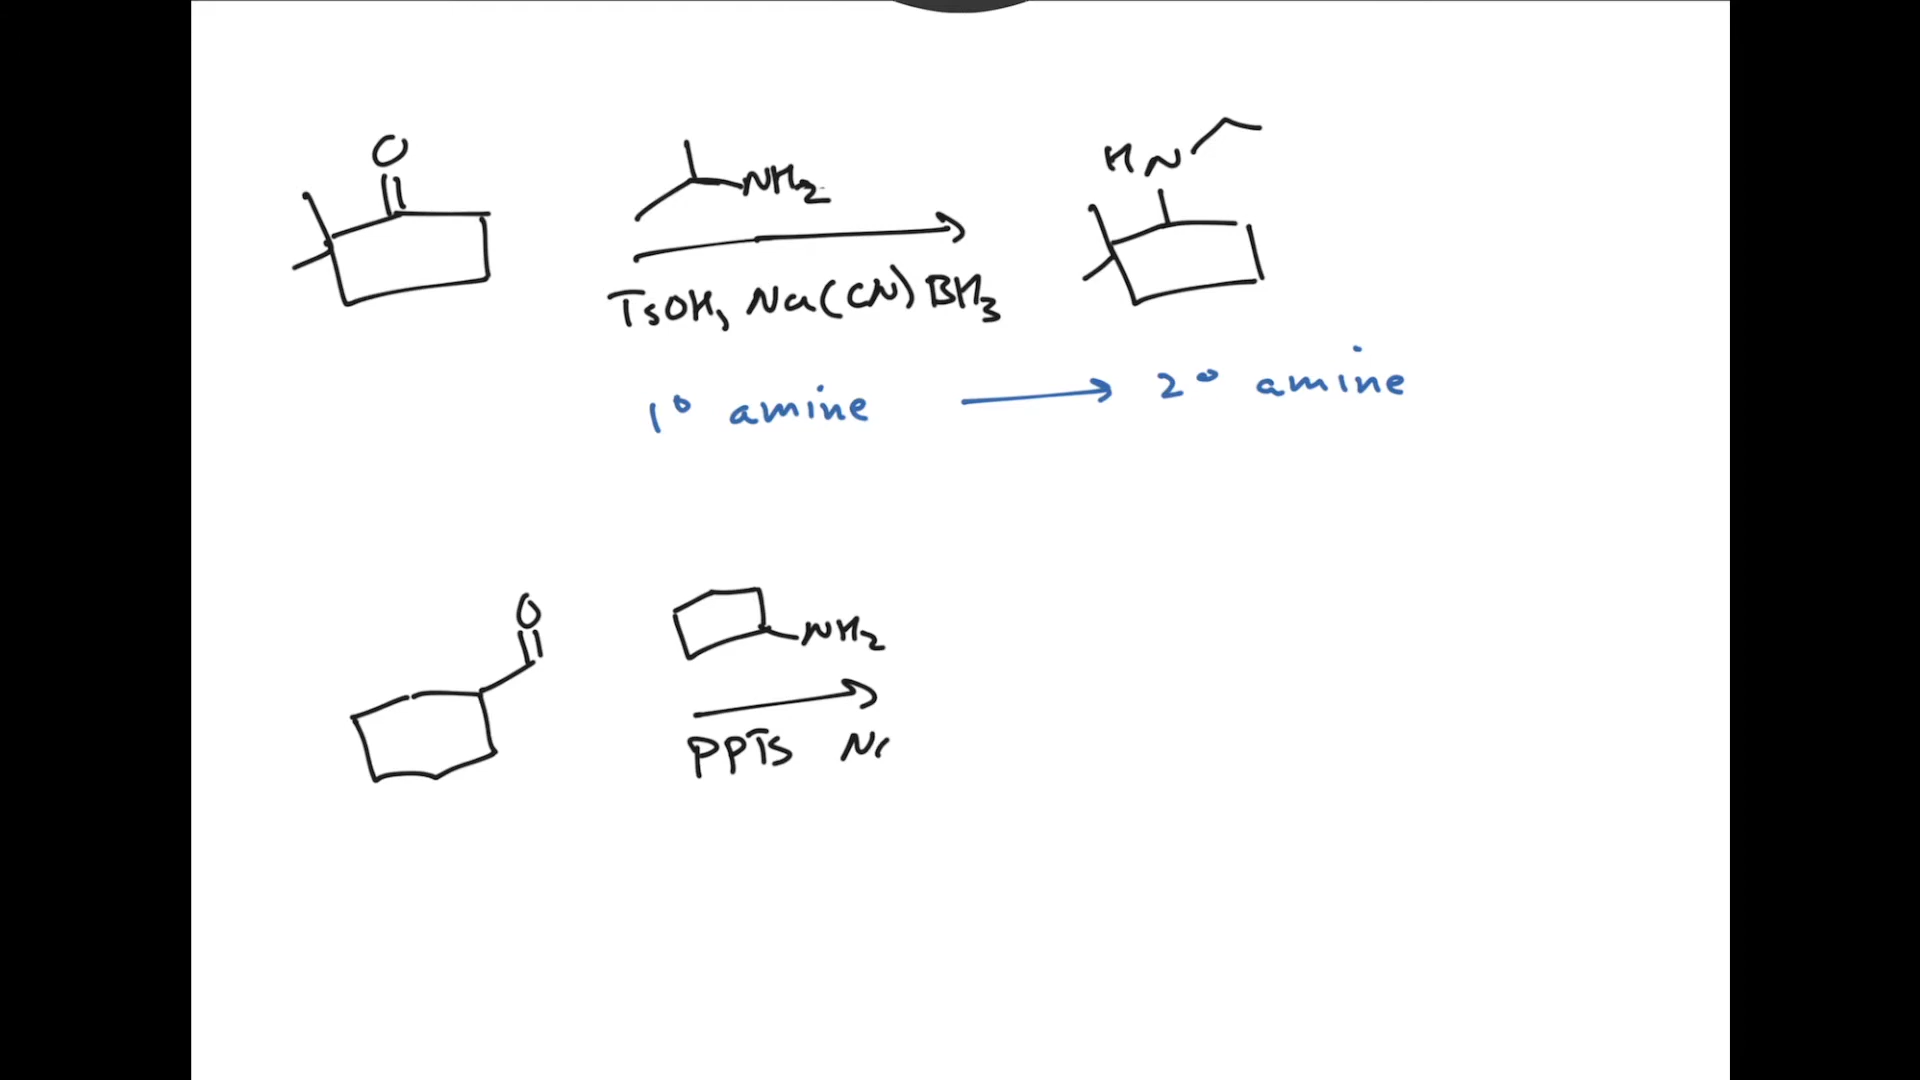 O
NH2
HN
TsOH, Na(CN)BH3
1° amine → 2° amine
O
NH2
PPTS